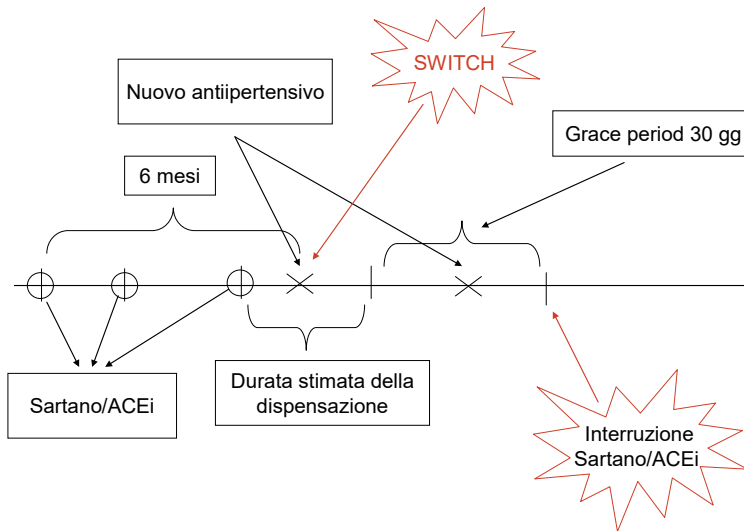 SWITCH
Nuovo antiipertensivo
Grace period 30 gg
6 mesi
Sartano/ACEi
Durata stimata della
dispensazione
Interruzione
Sartano/ACEi